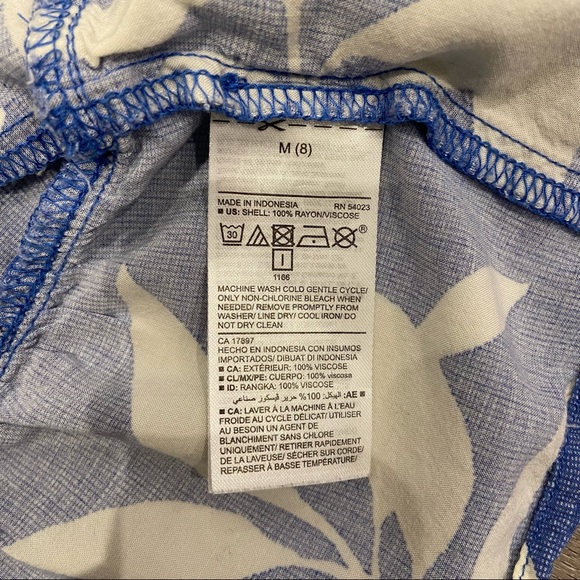 M (8)
MADE IN INDONESIA RN 54023
■ US: SHELL: 100% RAYON/VISCOSE
30
1166
MACHINE WASH COLD GENTLE CYCLE/
ONLY NON-CHLORINE BLEACH WHEN
NEEDED/ REMOVE PROMPTLY FROM
WASHER/ LINE DRY/ COOL IRON/ DO
NOT DRY CLEAN
CA 17897
HECHO EN INDONESIA CON INSUMOS
IMPORTADOS/ DIBUAT DI INDONESIA
■ CA: EXTÉRIEUR: 100% VISCOSE
■ CL/MX/PE: CUERPO: 100% viscosa
■ ID: RANGKA: 100% viscose
■ AE: الهيكل: 100% حرير فيسكوز صناعي
■ CA: LAVER À LA MACHINE À L'EAU
FROIDE AU CYCLE DÉLICAT/ UTILISER
AU BESOIN UN AGENT DE
BLANCHIMENT SANS CHLORE
UNIQUEMENT/ RETIRER RAPIDEMENT
DE LA LAVEUSE/ SÉCHER SUR CORDE/
REPASSER À BASSE TEMPÉRATURE/